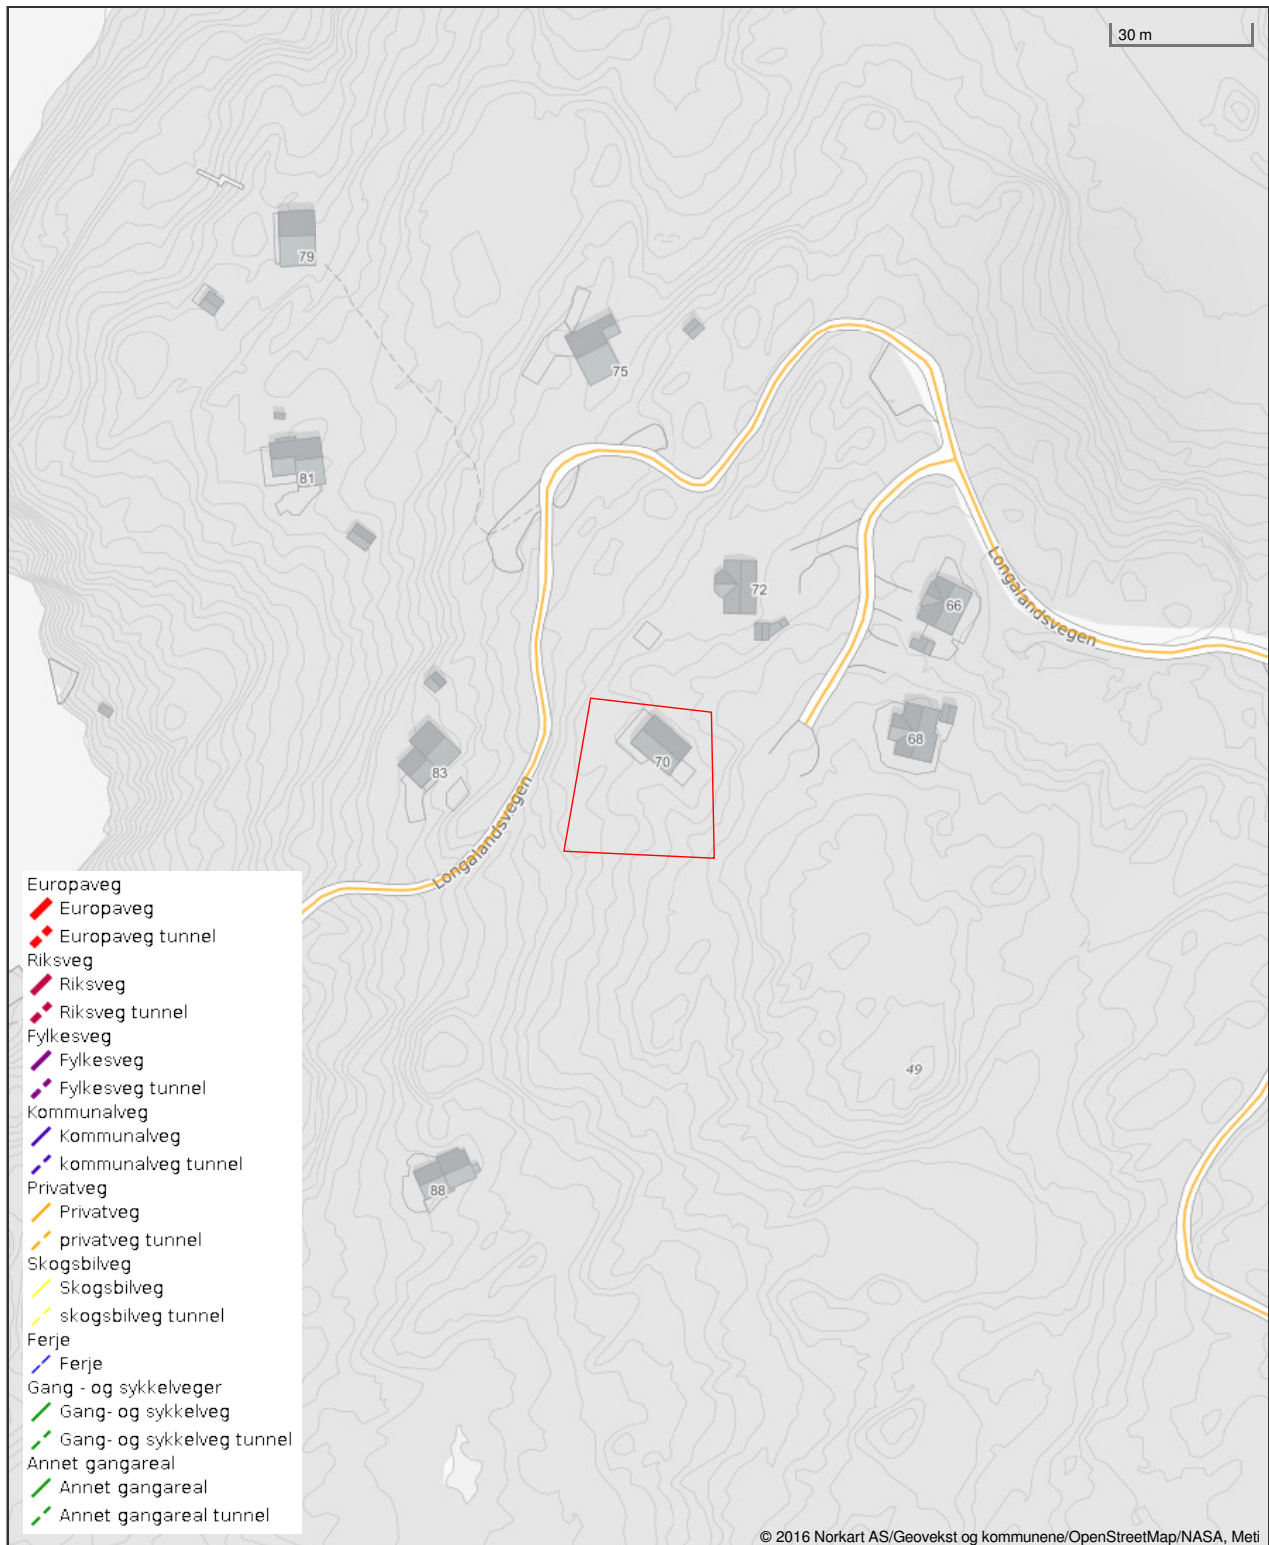 30 m
79
75
81
72
66
Longalandsvegen
68
70
83
Longalandsvegen
49
88
Europaveg
Europaveg
Europaveg tunnel
Riksveg
Riksveg
Riksveg tunnel
Fylkesveg
Fylkesveg
Fylkesveg tunnel
Kommunalveg
Kommunalveg
kommunalveg tunnel
Privatveg
Privatveg
privatveg tunnel
Skogsbilveg
Skogsbilveg
skogsbilveg tunnel
Ferje
Ferje
Gang - og sykkelveger
Gang- og sykkelveg
Gang- og sykkelveg tunnel
Annet gangareal
Annet gangareal
Annet gangareal tunnel
© 2016 Norkart AS/Geovekst og kommunene/OpenStreetMap/NASA, Meti